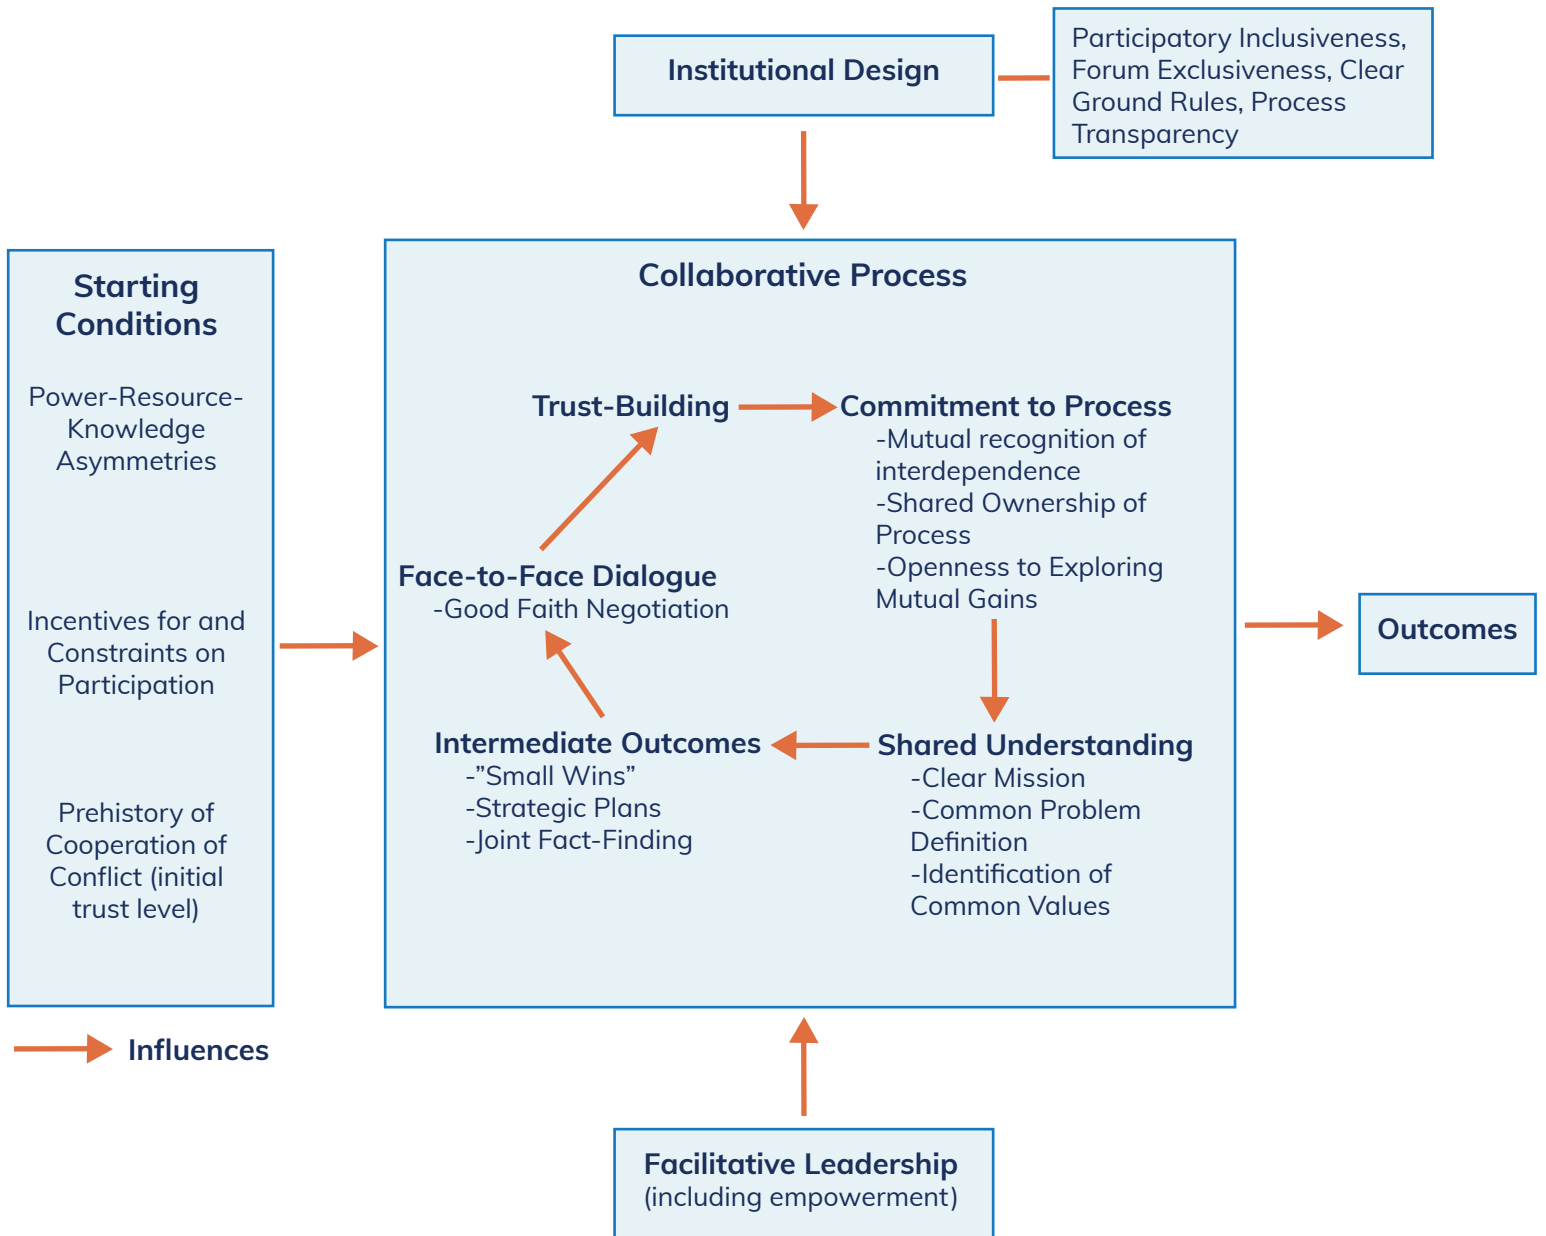 Institutional Design
Participatory Inclusiveness,
Forum Exclusiveness, Clear
Ground Rules, Process
Transparency
Starting
Conditions
Power-Resource-
Knowledge
Asymmetries
Incentives for and
Constraints on
Participation
Prehistory of
Cooperation of
Conflict (initial
trust level)
Influences
Collaborative Process
Trust-Building
Commitment to Process
-Mutual recognition of
interdependence
-Shared Ownership of
Process
-Openness to Exploring
Mutual Gains
Face-to-Face Dialogue
-Good Faith Negotiation
Intermediate Outcomes
-”Small Wins”
-Strategic Plans
-Joint Fact-Finding
Shared Understanding
-Clear Mission
-Common Problem
Definition
-Identification of
Common Values
Outcomes
Facilitative Leadership
(including empowerment)